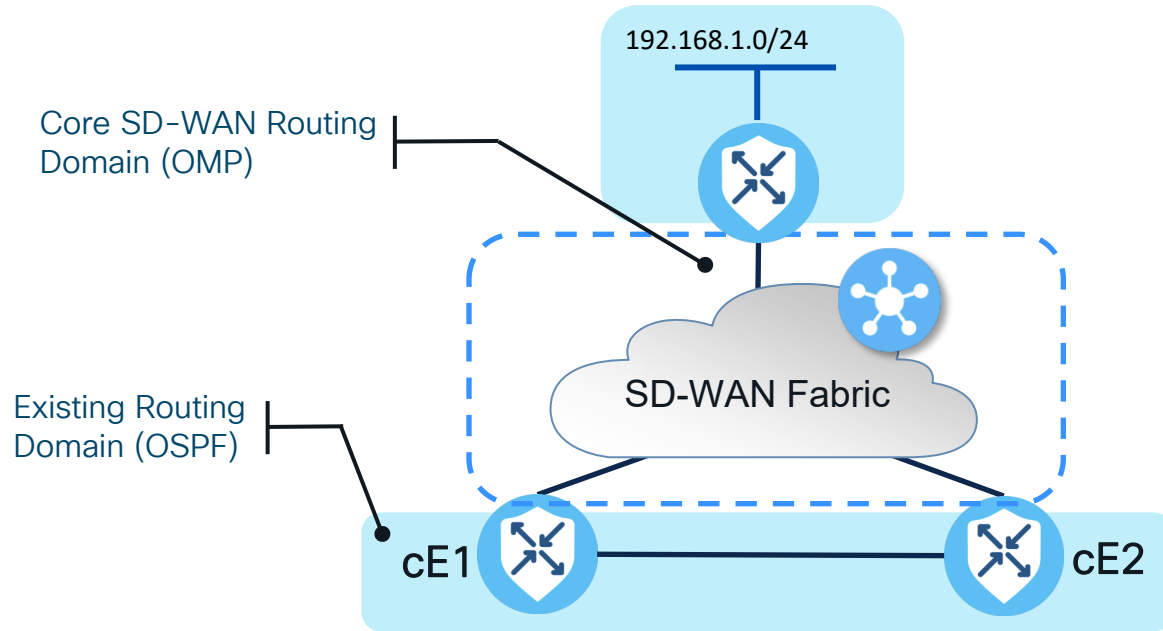 192.168.1.0/24
Core SD-WAN Routing
Domain (OMP)
SD-WAN Fabric
Existing Routing
Domain (OSPF)
cE1
cE2